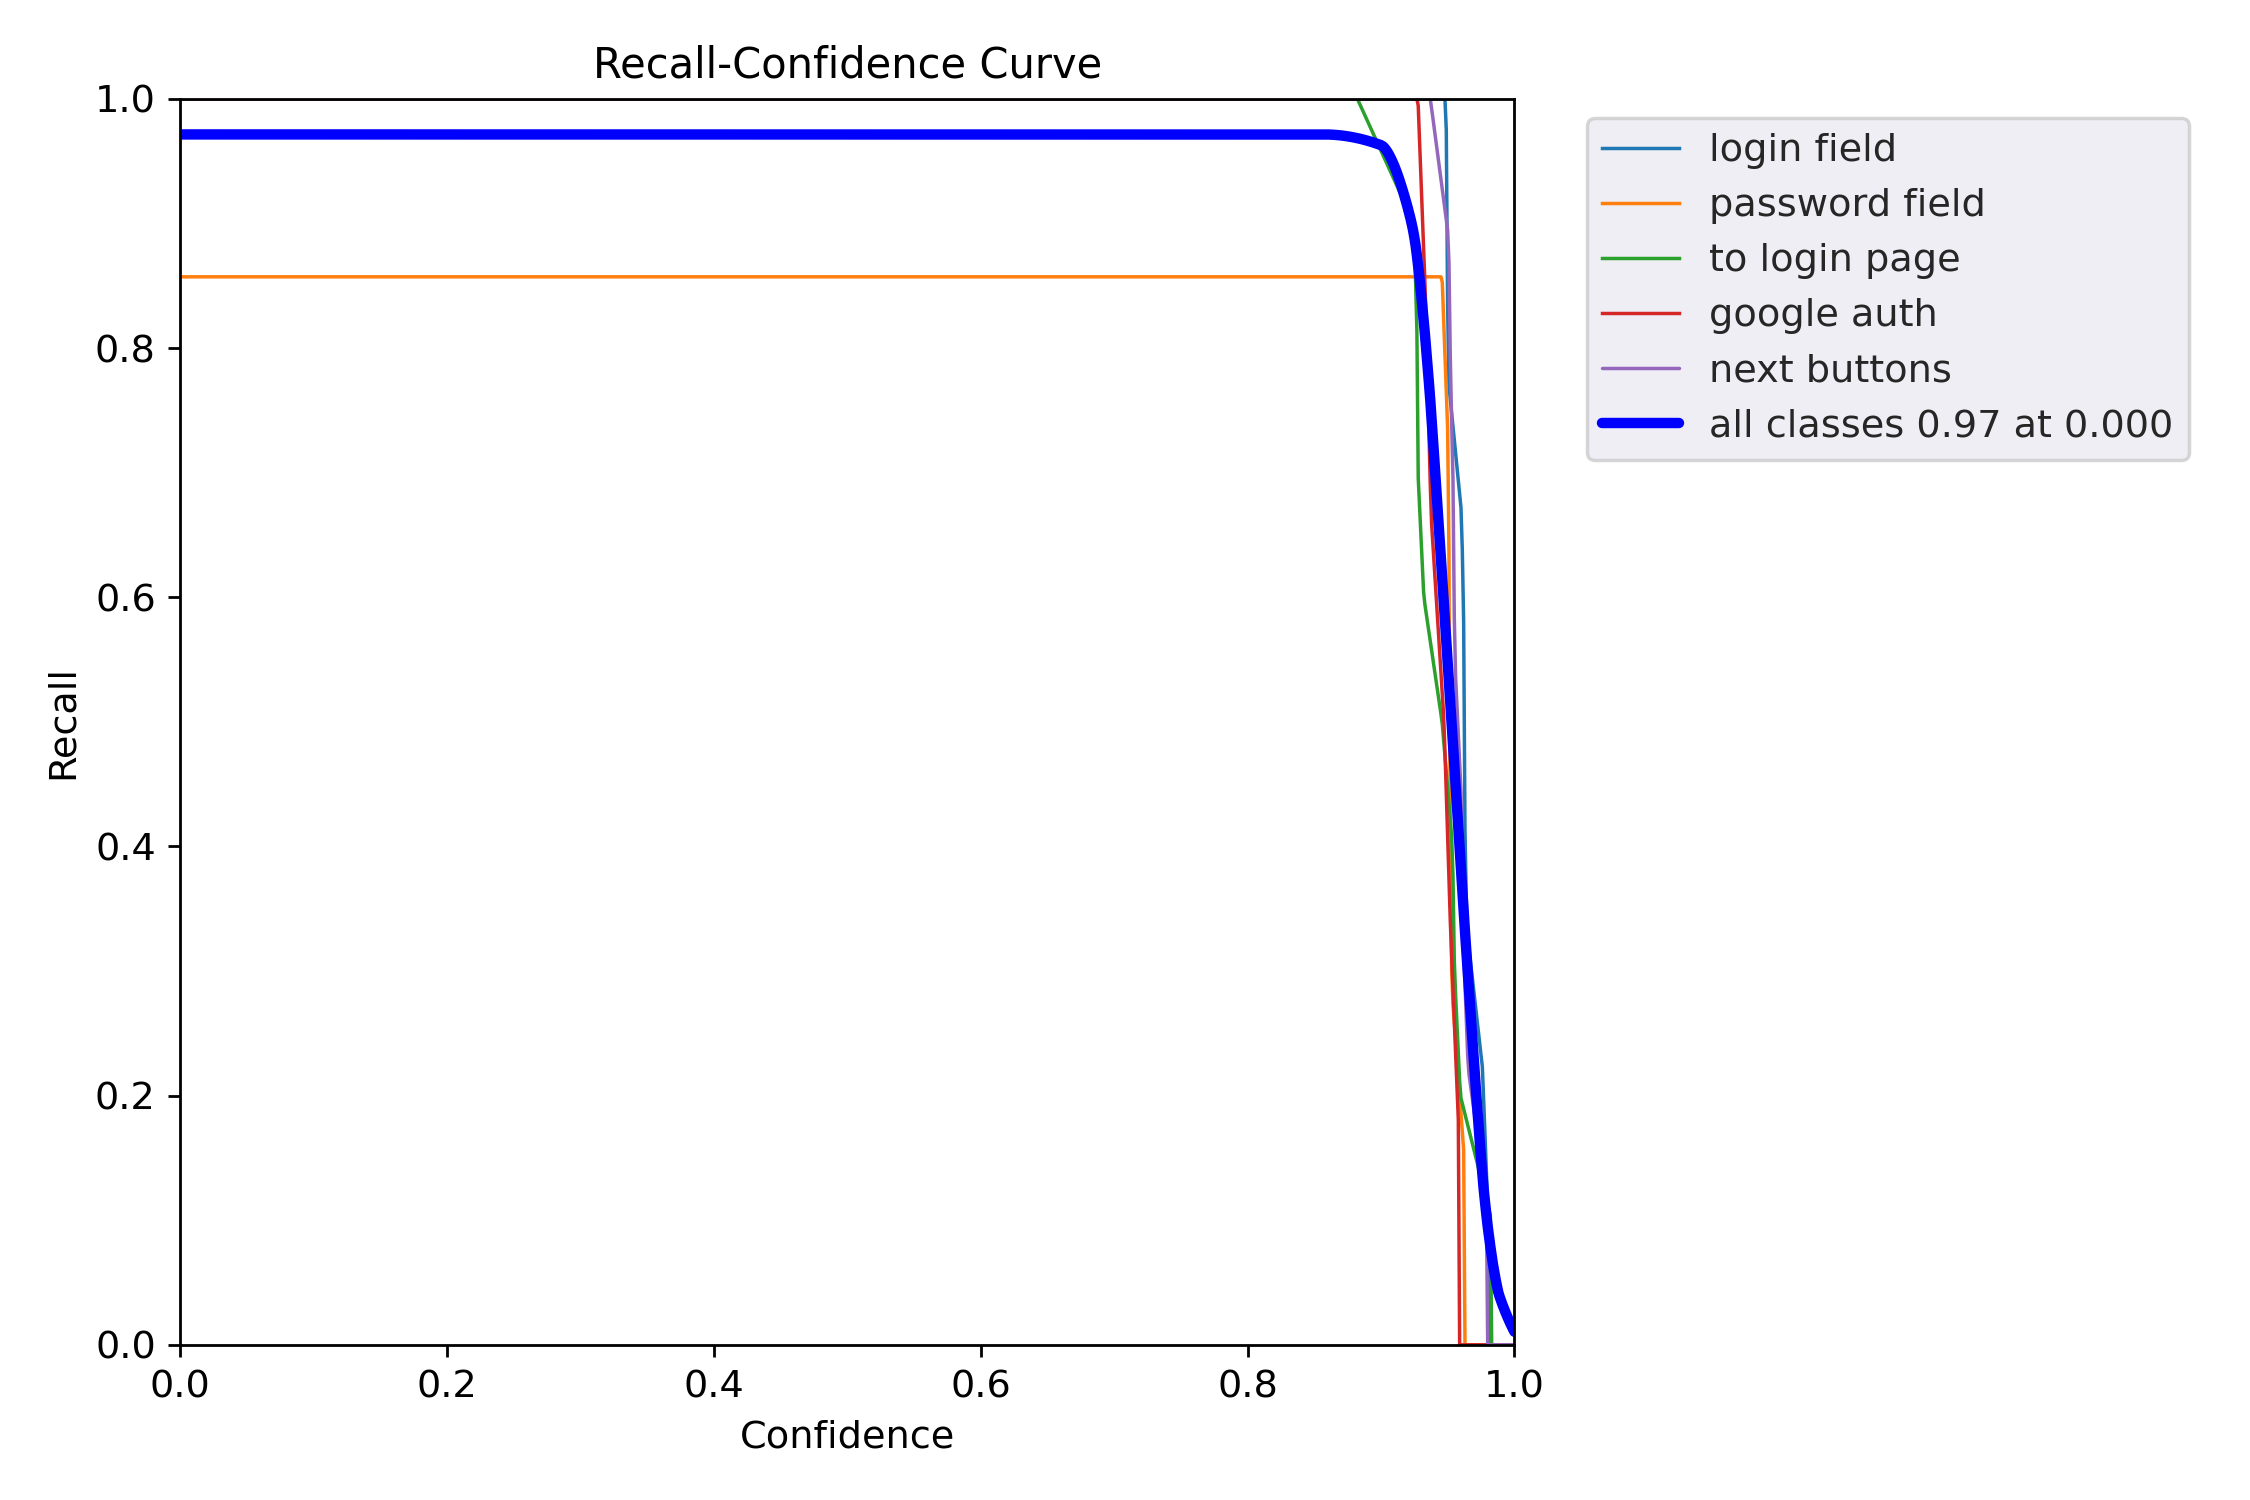 Recall-Confidence Curve
1.0
0.8
0.6
0.4
0.2
0.0
Recall
0.0 0.2 0.4 0.6 0.8 1.0
Confidence
login field
password field
to login page
google auth
next buttons
all classes 0.97 at 0.000